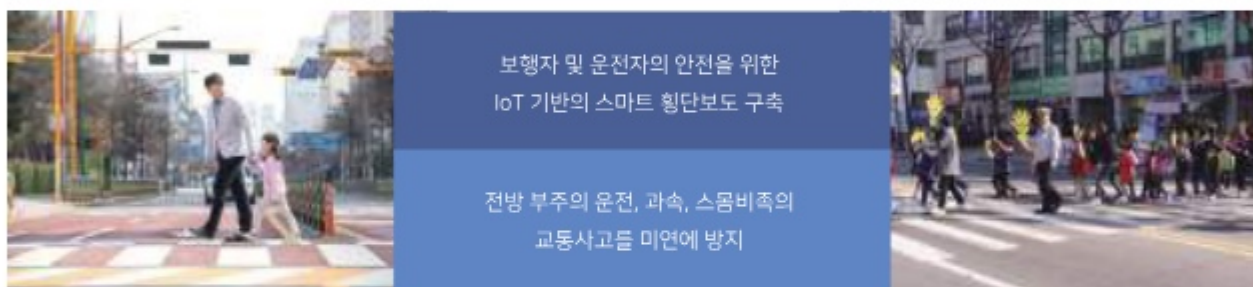 보행자 및 운전자의 안전을 위한
IoT 기반의 스마트 횡단보도 구축
전방 부주의 운전, 과속, 스몸비족의
교통사고를 미연에 방지